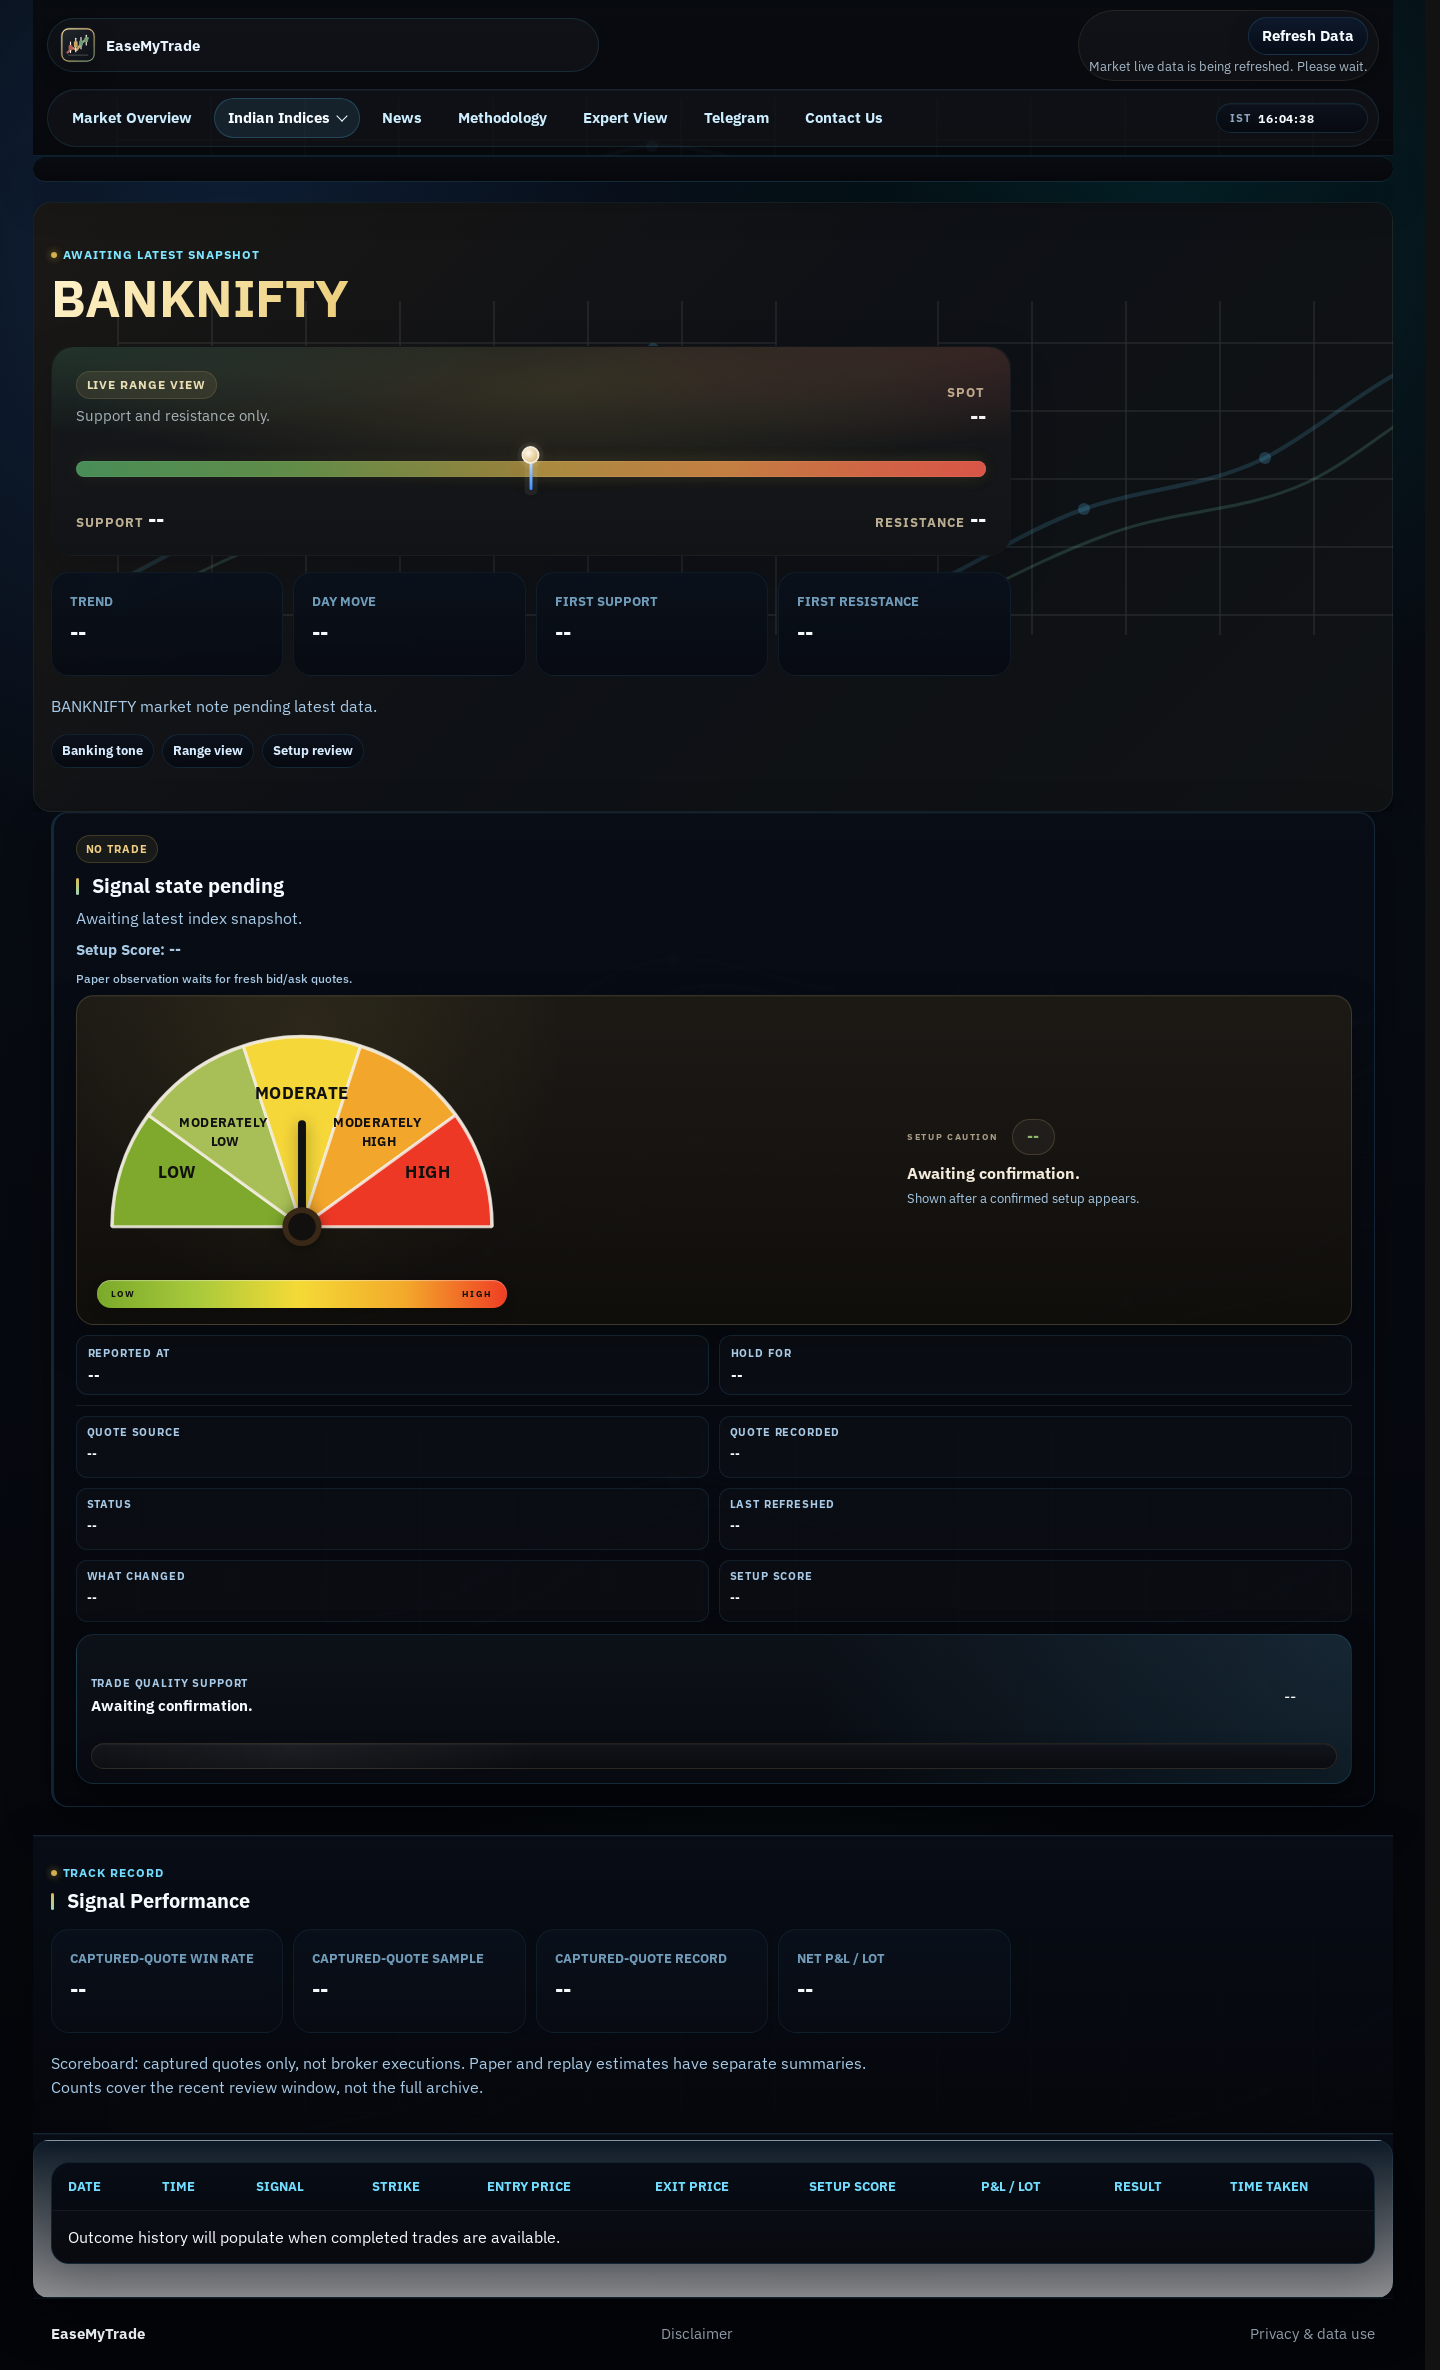 EaseMyTrade
Refresh Data
Market live data is being refreshed. Please wait.
Market Overview
Indian Indices
News
Methodology
Expert View
Telegram
Contact Us
IST 16:04:38
AWAITING LATEST SNAPSHOT
BANKNIFTY
LIVE RANGE VIEW
Support and resistance only.
SPOT
--
SUPPORT --
RESISTANCE --
TREND
--
DAY MOVE
--
FIRST SUPPORT
--
FIRST RESISTANCE
--
BANKNIFTY market note pending latest data.
Banking tone
Range view
Setup review
NO TRADE
Signal state pending
Awaiting latest index snapshot.
Setup Score: --
Paper observation waits for fresh bid/ask quotes.
LOW
MODERATELY
LOW
MODERATE
MODERATELY
HIGH
HIGH
LOW
HIGH
SETUP CAUTION --
Awaiting confirmation.
Shown after a confirmed setup appears.
REPORTED AT
--
HOLD FOR
--
QUOTE SOURCE
--
QUOTE RECORDED
--
STATUS
--
LAST REFRESHED
--
WHAT CHANGED
--
SETUP SCORE
--
TRADE QUALITY SUPPORT
Awaiting confirmation.
--
TRACK RECORD
Signal Performance
CAPTURED-QUOTE WIN RATE
--
CAPTURED-QUOTE SAMPLE
--
CAPTURED-QUOTE RECORD
--
NET P&L / LOT
--
Scoreboard: captured quotes only, not broker executions. Paper and replay estimates have separate summaries.
Counts cover the recent review window, not the full archive.
DATE TIME SIGNAL STRIKE ENTRY PRICE EXIT PRICE SETUP SCORE P&L / LOT RESULT TIME TAKEN
Outcome history will populate when completed trades are available.
EaseMyTrade
Disclaimer
Privacy & data use